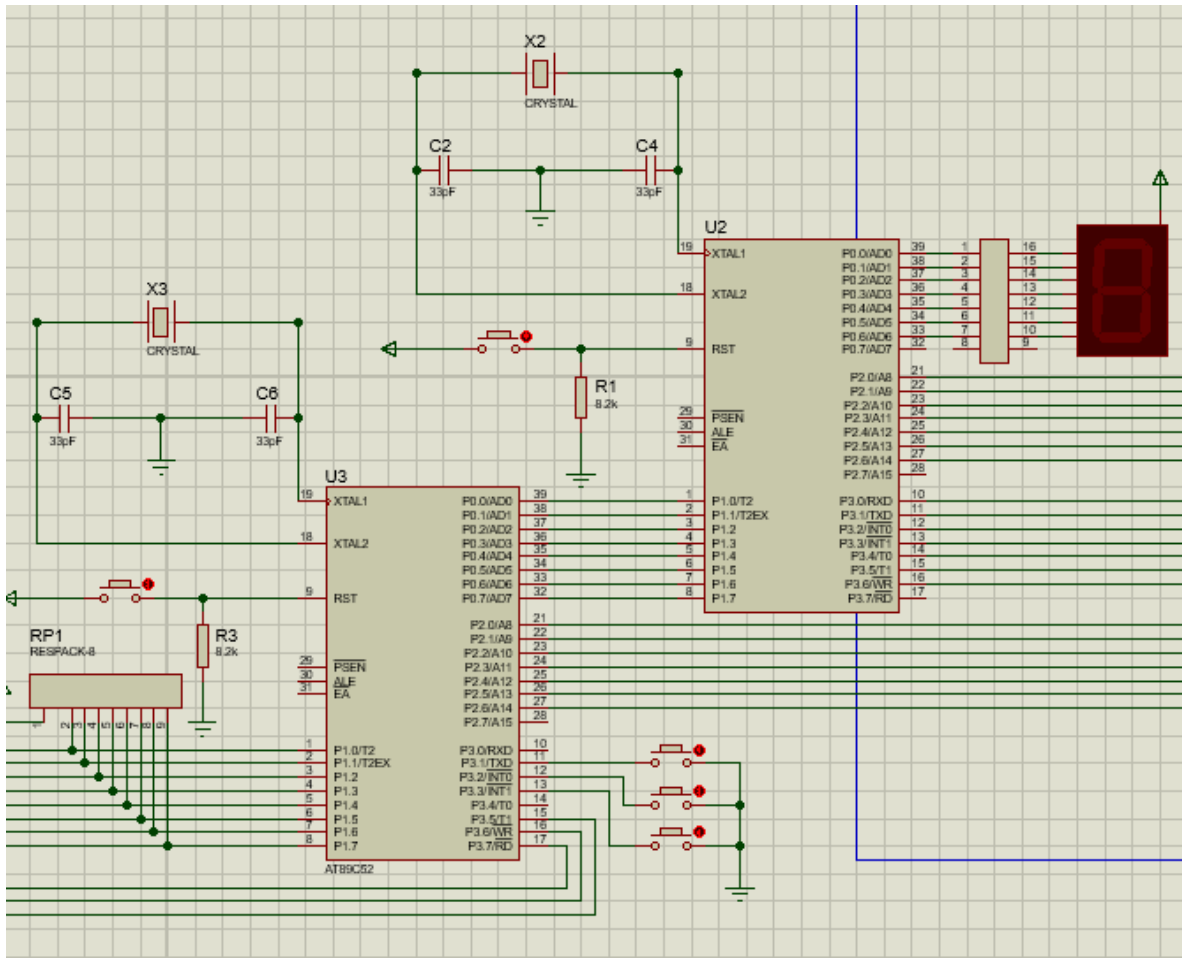 X2
CRYSTAL
C2
33pF
C4
33pF
U2
19
XTAL1
18
XTAL2
9
RST
29
PSEN
30
ALE
31
EA
1
P1.0/T2
2
P1.1/T2EX
3
P1.2
4
P1.3
5
P1.4
6
P1.5
7
P1.6
8
P1.7
P0.0/AD0
39
P0.1/AD1
38
P0.2/AD2
37
P0.3/AD3
36
P0.4/AD4
35
P0.5/AD5
34
P0.6/AD6
33
P0.7/AD7
32
P2.0/A8
21
P2.1/A9
22
P2.2/A10
23
P2.3/A11
24
P2.4/A12
25
P2.5/A13
26
P2.6/A14
27
P2.7/A15
28
P3.0/RXD
10
P3.1/TXD
11
P3.2/INT0
12
P3.3/INT1
13
P3.4/T0
14
P3.5/T1
15
P3.6/WR
16
P3.7/RD
17
1
2
3
4
5
6
7
8
16
15
14
13
12
11
10
9
R1
8.2k
X3
CRYSTAL
C5
33pF
C6
33pF
U3
19
XTAL1
18
XTAL2
9
RST
29
PSEN
30
ALE
31
EA
1
P1.0/T2
2
P1.1/T2EX
3
P1.2
4
P1.3
5
P1.4
6
P1.5
7
P1.6
8
P1.7
P0.0/AD0
39
P0.1/AD1
38
P0.2/AD2
37
P0.3/AD3
36
P0.4/AD4
35
P0.5/AD5
34
P0.6/AD6
33
P0.7/AD7
32
P2.0/A8
21
P2.1/A9
22
P2.2/A10
23
P2.3/A11
24
P2.4/A12
25
P2.5/A13
26
P2.6/A14
27
P2.7/A15
28
P3.0/RXD
10
P3.1/TXD
11
P3.2/INT0
12
P3.3/INT1
13
P3.4/T0
14
P3.5/T1
15
P3.6/WR
16
P3.7/RD
17
AT89C52
R3
8.2k
RP1
RESPACK-8
1
2
3
4
5
6
7
8
9